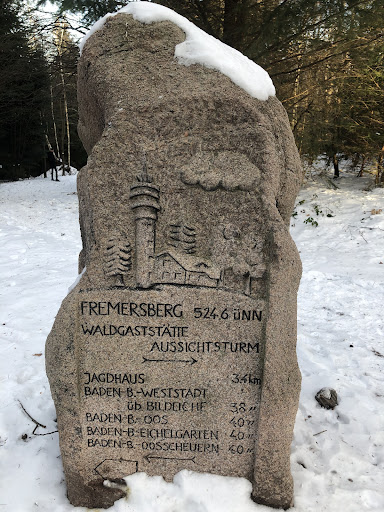 FREMERSBERG 524.6 ü NN
WALDGASTSTÄTTE
AUSSICHTSTURM
JAGDHAUS 3.4 km
BADEN-B.-WESTSTADT
üb BILDEICHE 3.8 "
BADEN-B.-OOS 4.0 "
BADEN-B.-EICHELGARTEN 4.0 "
BADEN-B.-OOSSCHEUERN 4.0 "